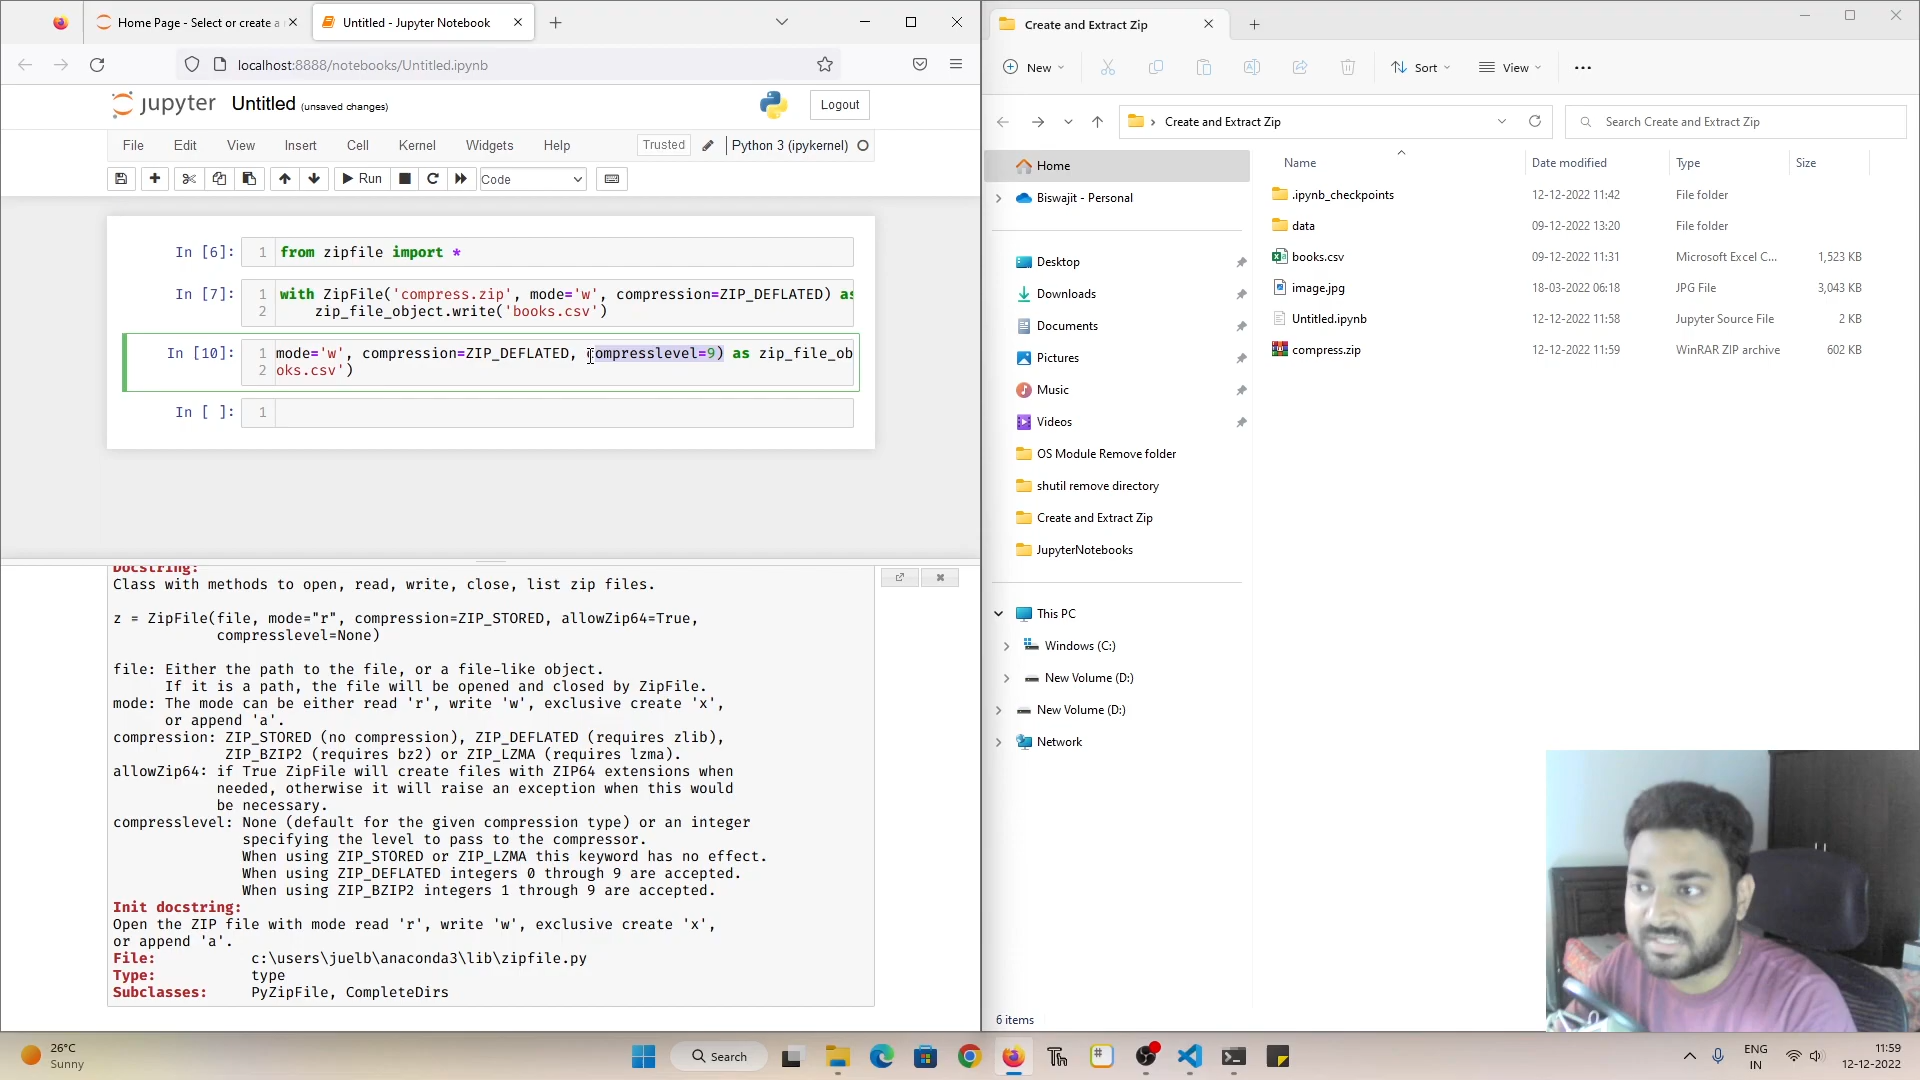 Home Page - Select or create a
Untitled - Jupyter Notebook
localhost:8888/notebooks/Untitled.ipynb
jupyter Untitled (unsaved changes)
Logout
File Edit View Insert Cell Kernel Widgets Help
Trusted
Python 3 (ipykernel)
Run
Code
In [6]: 1 from zipfile import *
In [7]: 1 with ZipFile('compress.zip', mode='w', compression=ZIP_DEFLATED) as
2 zip_file_object.write('books.csv')
In [10]: 1 mode='w', compression=ZIP_DEFLATED, compresslevel=9) as zip_file_ob
2 oks.csv')
In [ ]: 1
Docstring:
Class with methods to open, read, write, close, list zip files.
z = ZipFile(file, mode="r", compression=ZIP_STORED, allowZip64=True,
compresslevel=None)
file: Either the path to the file, or a file-like object.
If it is a path, the file will be opened and closed by ZipFile.
mode: The mode can be either read 'r', write 'w', exclusive create 'x',
or append 'a'.
compression: ZIP_STORED (no compression), ZIP_DEFLATED (requires zlib),
ZIP_BZIP2 (requires bz2) or ZIP_LZMA (requires lzma).
allowZip64: if True ZipFile will create files with ZIP64 extensions when
needed, otherwise it will raise an exception when this would
be necessary.
compresslevel: None (default for the given compression type) or an integer
specifying the level to pass to the compressor.
When using ZIP_STORED or ZIP_LZMA this keyword has no effect.
When using ZIP_DEFLATED integers 0 through 9 are accepted.
When using ZIP_BZIP2 integers 1 through 9 are accepted.
Init docstring:
Open the ZIP file with mode read 'r', write 'w', exclusive create 'x',
or append 'a'.
File: c:\users\juelb\anaconda3\lib\zipfile.py
Type: type
Subclasses: PyZipFile, CompleteDirs
Create and Extract Zip
New
Sort
View
Create and Extract Zip
Search Create and Extract Zip
Home
Biswajit - Personal
Desktop
Downloads
Documents
Pictures
Music
Videos
OS Module Remove folder
shutil remove directory
Create and Extract Zip
JupyterNotebooks
This PC
Windows (C:)
New Volume (D:)
New Volume (D:)
Network
Name Date modified Type Size
.ipynb_checkpoints 12-12-2022 11:42 File folder
data 09-12-2022 13:20 File folder
books.csv 09-12-2022 11:31 Microsoft Excel C... 1,523 KB
image.jpg 18-03-2022 06:18 JPG File 3,043 KB
Untitled.ipynb 12-12-2022 11:58 Jupyter Source File 2 KB
compress.zip 12-12-2022 11:59 WinRAR ZIP archive 602 KB
6 items
26°C
Sunny
Search
ENG
IN
11:59
12-12-2022